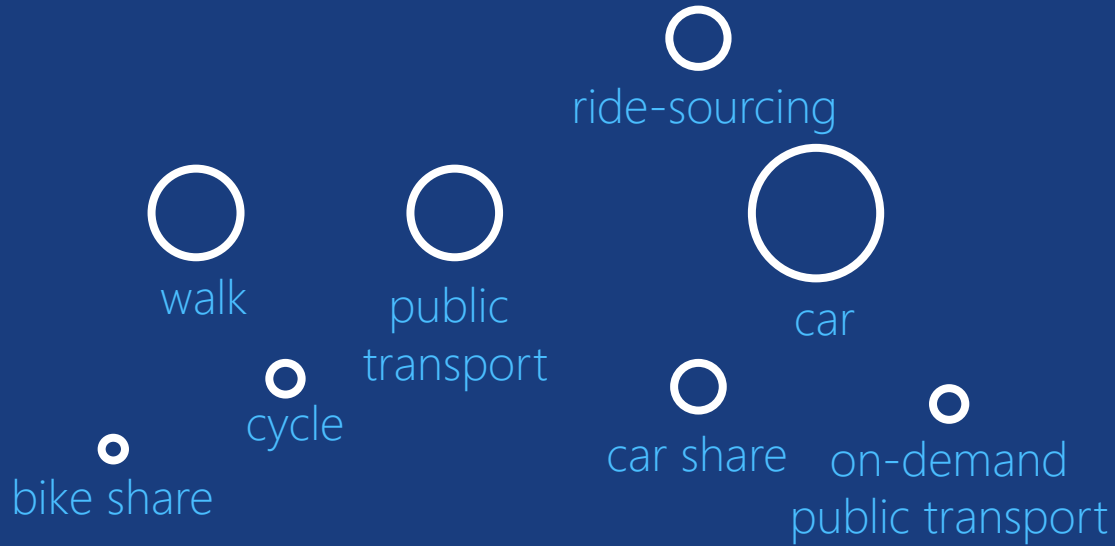 ride-sourcing
walk
public
transport
car
cycle
car share
on-demand
public transport
bike share